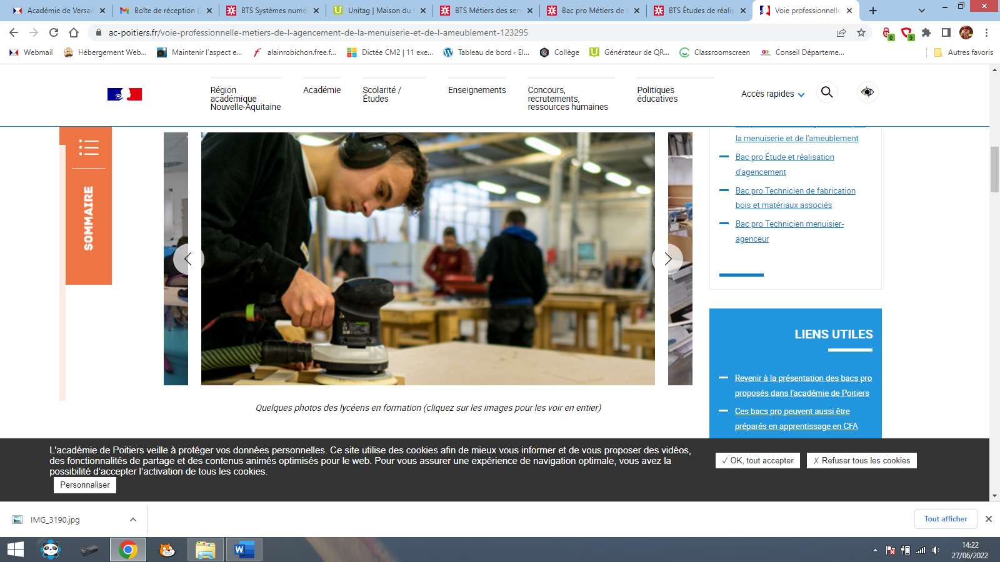 Académie de Versail
Boîte de réception (
BTS Systèmes numé
Unitag | Maison du
BTS Métiers des ser
Bac pro Métiers de
BTS Études de réalis
Voie professionnelle
ac-poitiers.fr/voie-professionnelle-metiers-de-l-agencement-de-la-menuiserie-et-de-l-ameublement-123295
0
9
Webmail
Hébergement Web...
Maintenir l'aspect e...
alainrobichon.free.f...
Dictée CM2 | 11 exe...
Tableau de bord ‹ El...
Collège
Générateur de QR...
Classroomscreen
Conseil Départeme...
Autres favoris
Région
académique
Nouvelle-Aquitaine
Académie
Scolarité /
Études
Enseignements
Concours,
recrutements,
ressources humaines
Politiques
éducatives
Accès rapides
SOMMAIRE
la menuiserie et de l'ameublement
Bac pro Étude et réalisation
d'agencement
Bac pro Technicien de fabrication
bois et matériaux associés
Bac pro Technicien menuisier-
agenceur
LIENS UTILES
Revenir à la présentation des bacs pro
proposés dans l'académie de Poitiers
Ces bacs pro peuvent aussi être
préparés en apprentissage en CFA
Quelques photos des lycéens en formation (cliquez sur les images pour les voir en entier)
L'académie de Poitiers veille à protéger vos données personnelles. Ce site utilise des cookies afin de mieux vous informer et de vous proposer des vidéos,
des fonctionnalités de partage et des contenus animés optimisés pour le web. Pour vous assurer une expérience de navigation optimale, vous avez la
possibilité d’accepter l’activation de tous les cookies.
Personnaliser
✓ OK, tout accepter
✗ Refuser tous les cookies
IMG_3190.jpg
Tout afficher
14:22
27/06/2022